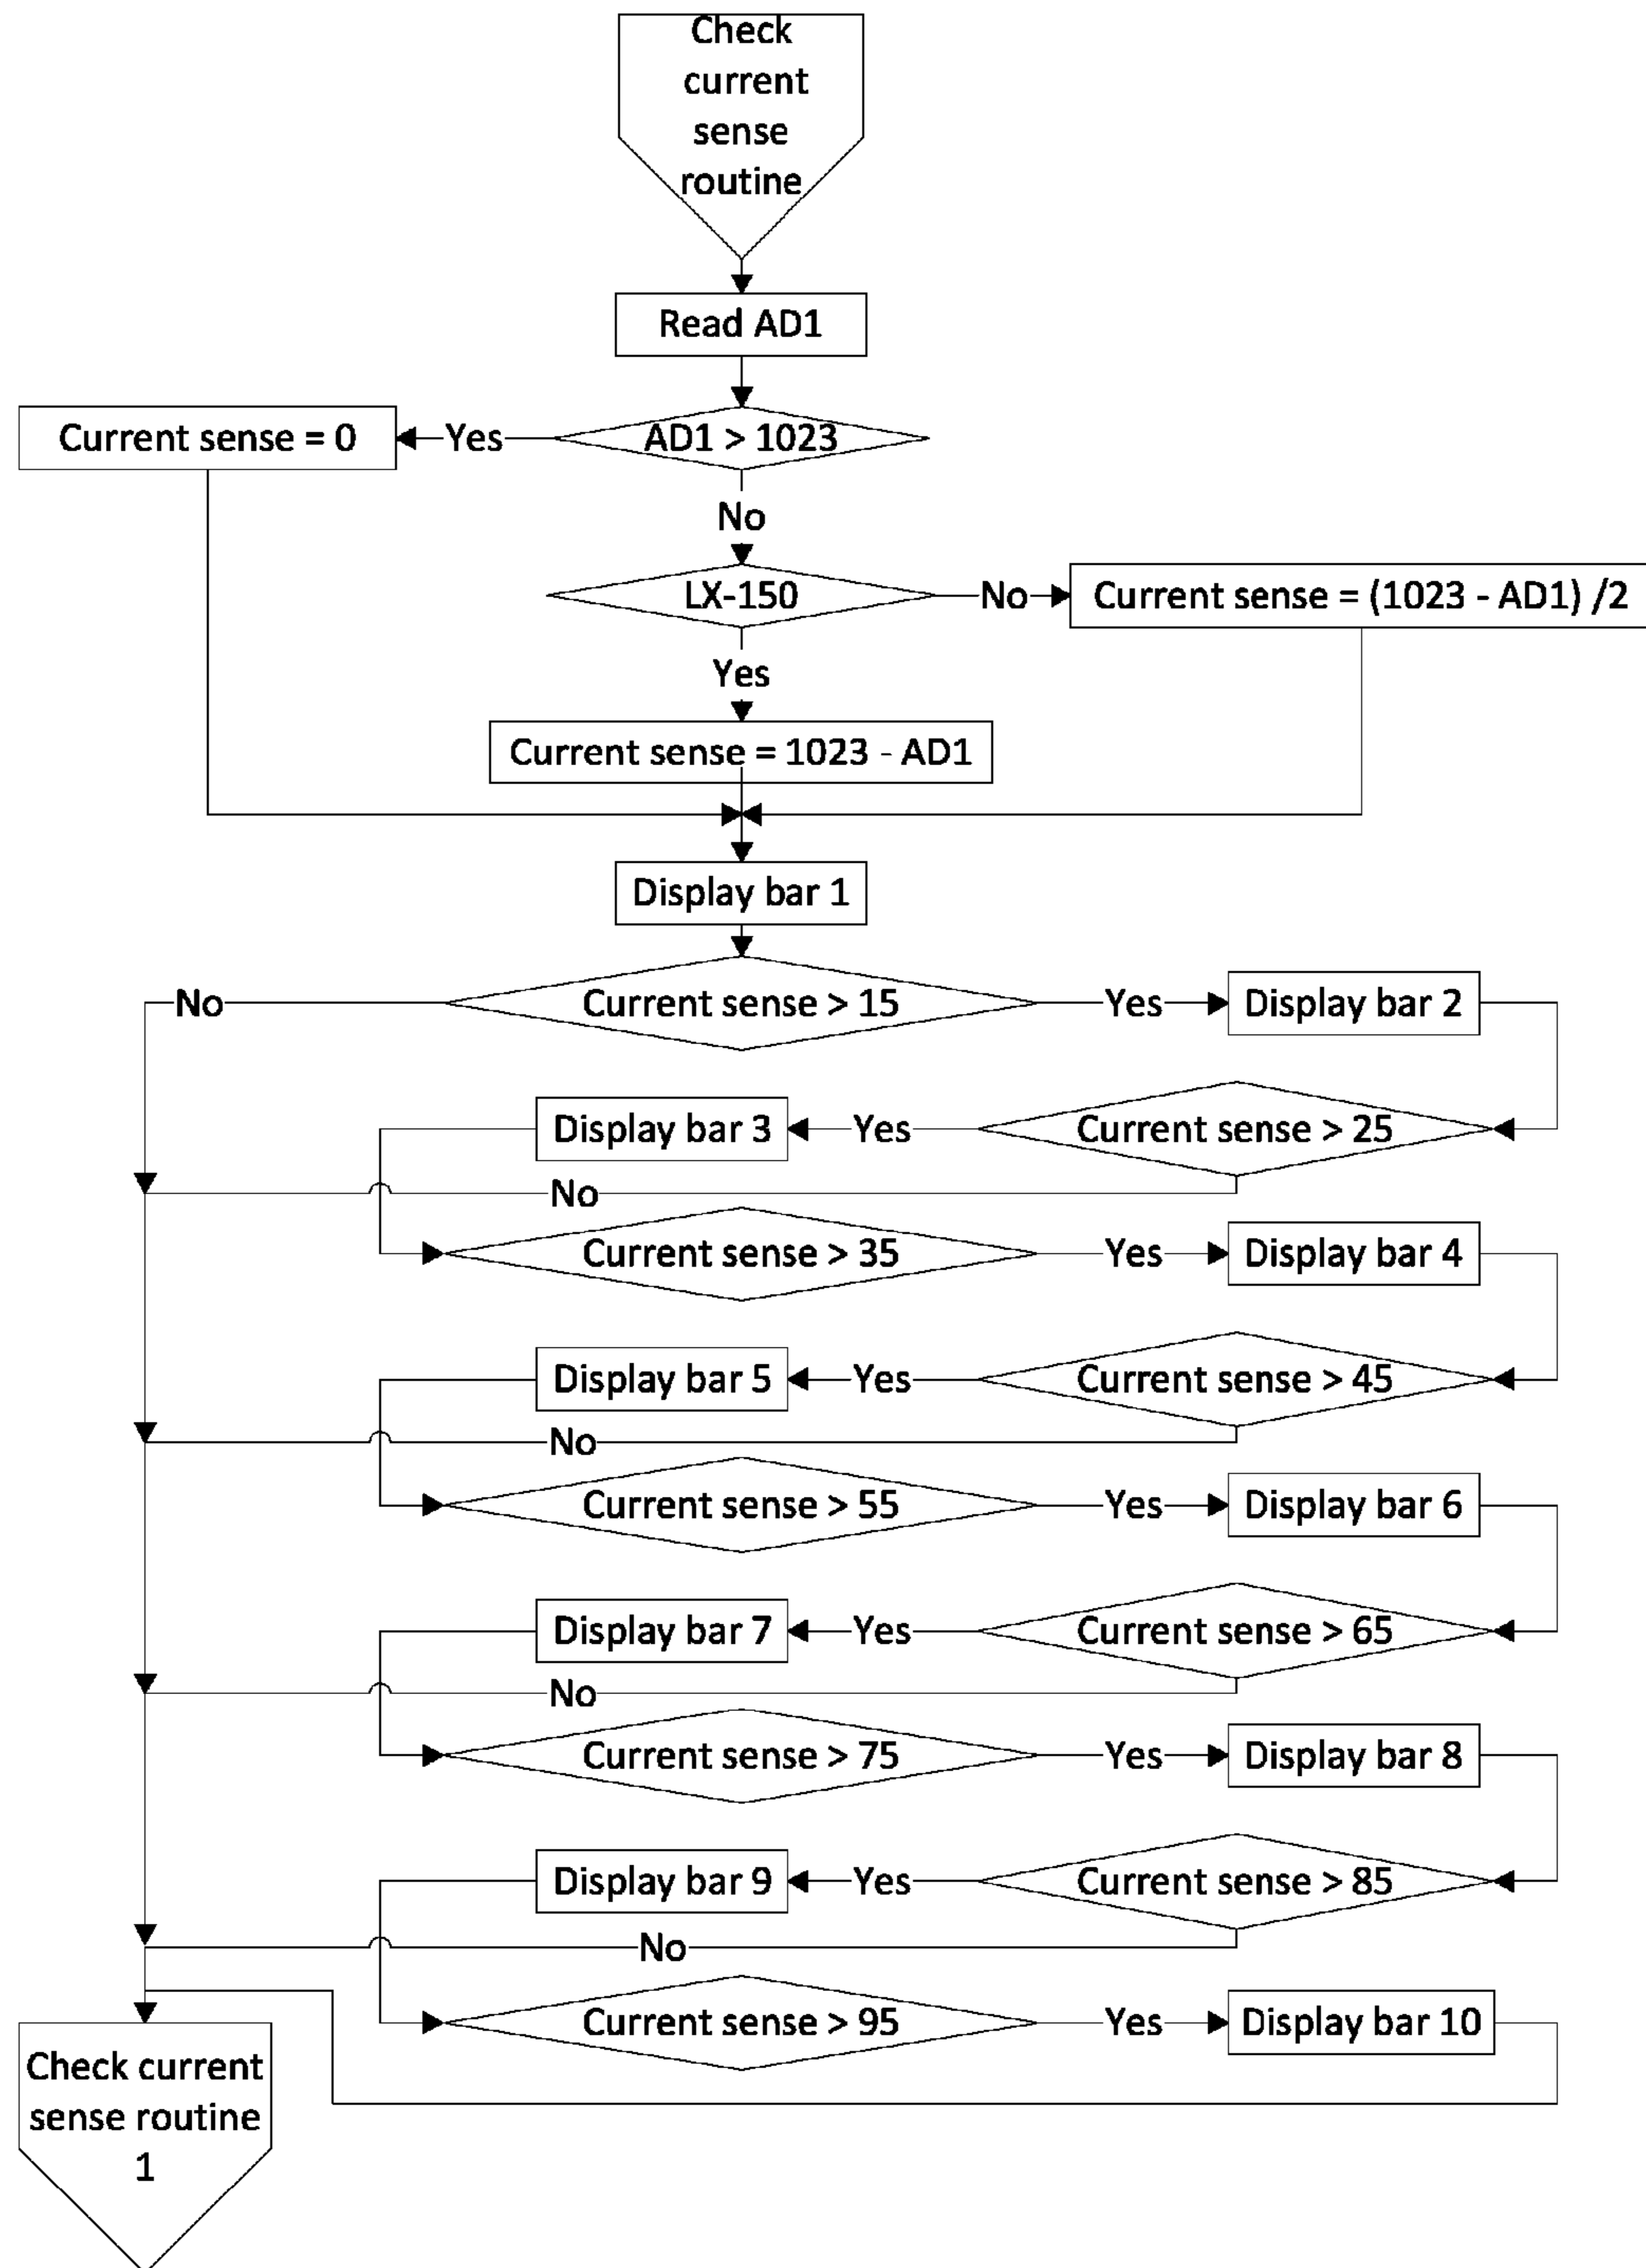 Check
current
sense
routine
Read AD1
Current sense = 0
Yes
AD1 > 1023
No
LX-150
No
Current sense = (1023 - AD1) /2
Yes
Current sense = 1023 - AD1
Display bar 1
No
Current sense > 15
Yes
Display bar 2
Display bar 3
Yes
Current sense > 25
No
Current sense > 35
Yes
Display bar 4
Display bar 5
Yes
Current sense > 45
No
Current sense > 55
Yes
Display bar 6
Display bar 7
Yes
Current sense > 65
No
Current sense > 75
Yes
Display bar 8
Display bar 9
Yes
Current sense > 85
No
Current sense > 95
Yes
Display bar 10
Check current
sense routine
1